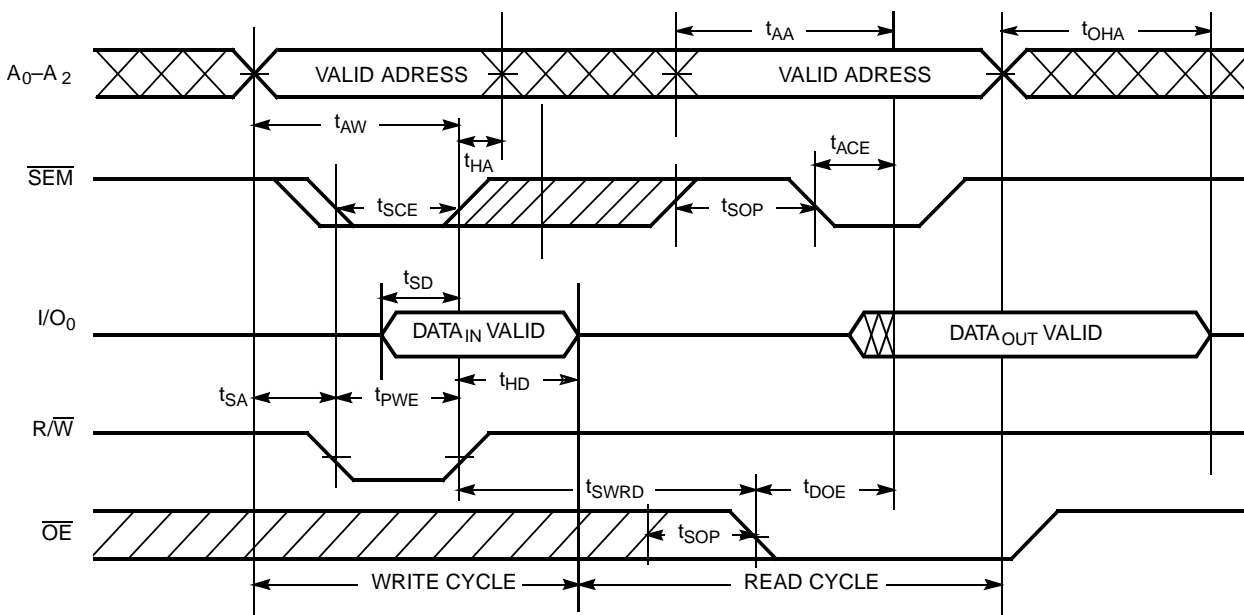 tAA
tOHA
A0–A2
VALID ADRESS
VALID ADRESS
tAW
tHA
tACE
SEM
tSCE
tSOP
tSD
I/O0
DATAIN VALID
DATAOUT VALID
tSA
tPWE
tHD
R/W
tSWRD
tDOE
OE
tSOP
WRITE CYCLE
READ CYCLE